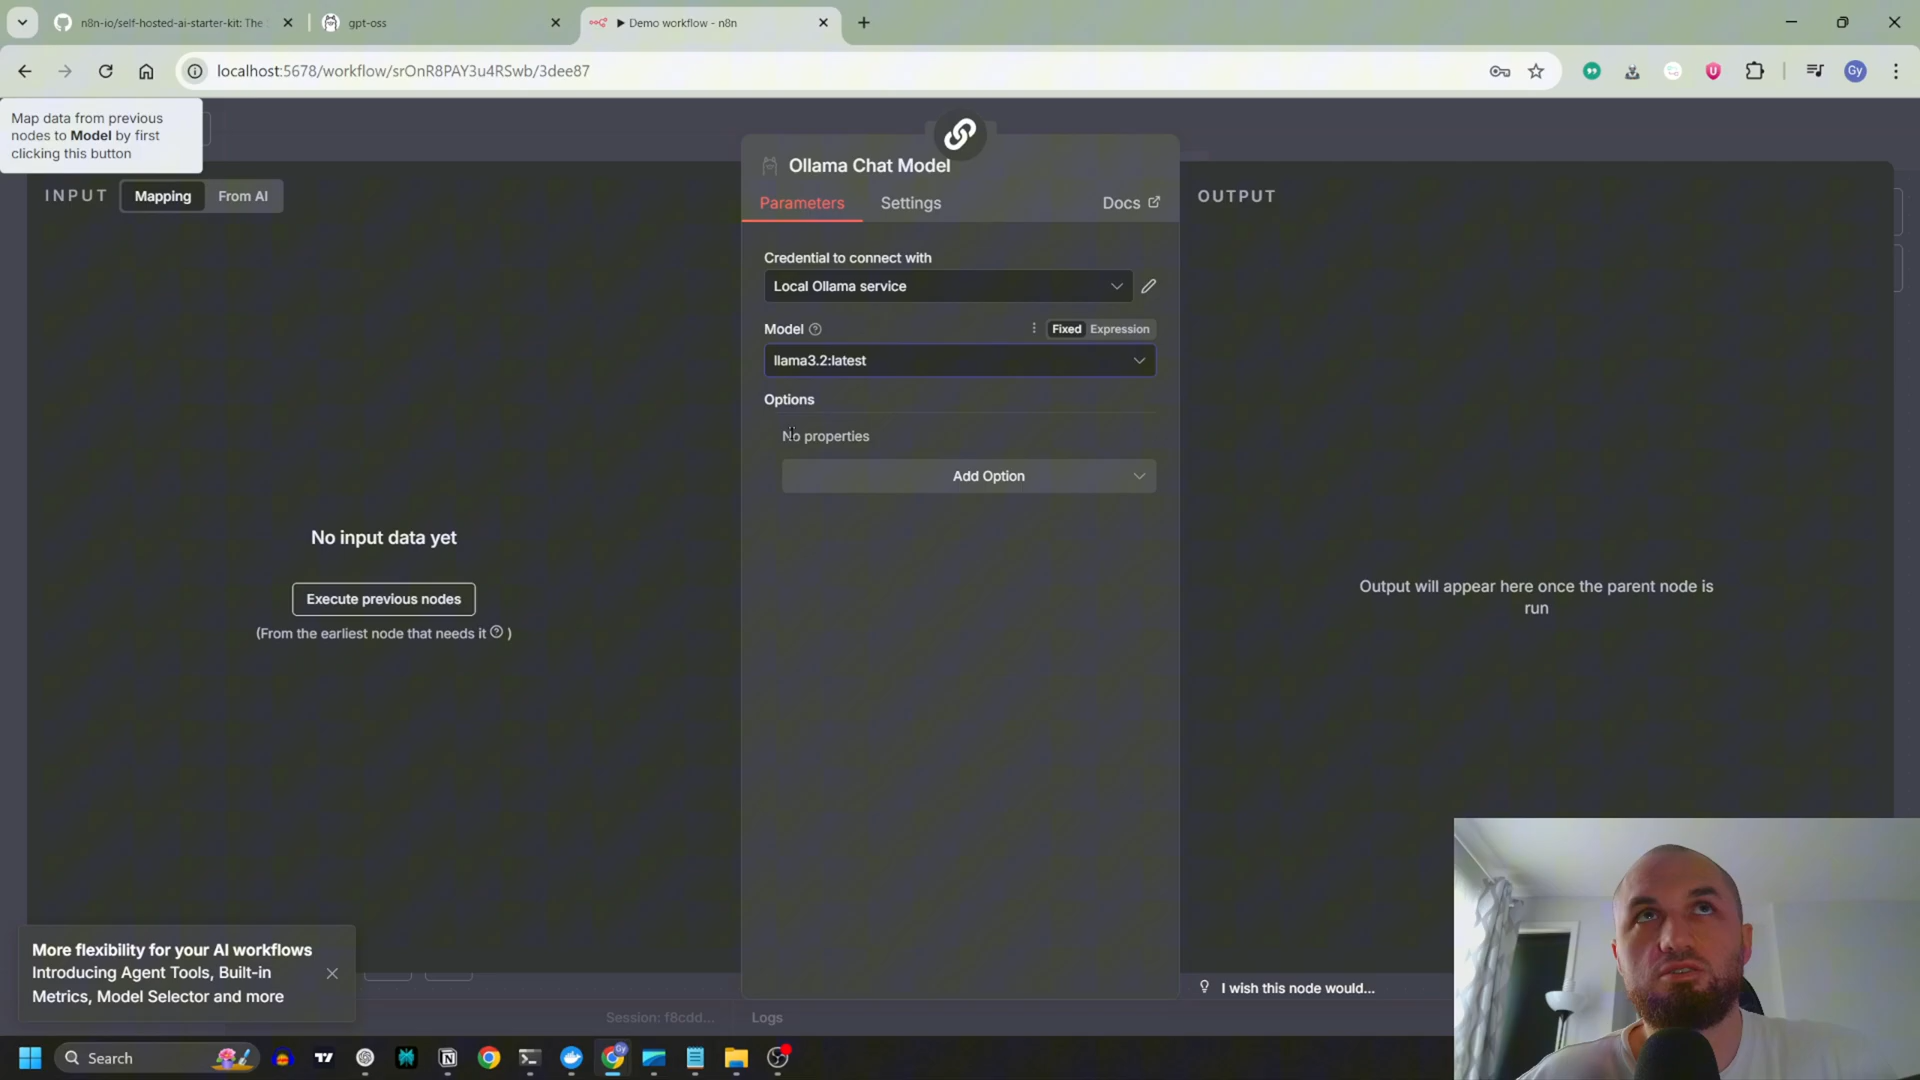 n8n-io/self-hosted-ai-starter-kit: The
gpt-oss
Demo workflow - n8n
localhost:5678/workflow/srOnR8PAY3u4RSwb/3dee87
Gy
Map data from previous
nodes to Model by first
clicking this button
INPUT
Mapping
From AI
Ollama Chat Model
Parameters
Settings
Docs
OUTPUT
Credential to connect with
Local Ollama service
Model
Fixed
Expression
llama3.2:latest
Options
No properties
Add Option
No input data yet
Execute previous nodes
(From the earliest node that needs it )
Output will appear here once the parent node is
run
More flexibility for your AI workflows
Introducing Agent Tools, Built-in
Metrics, Model Selector and more
I wish this node would...
Session: f8cdd...
Logs
Search